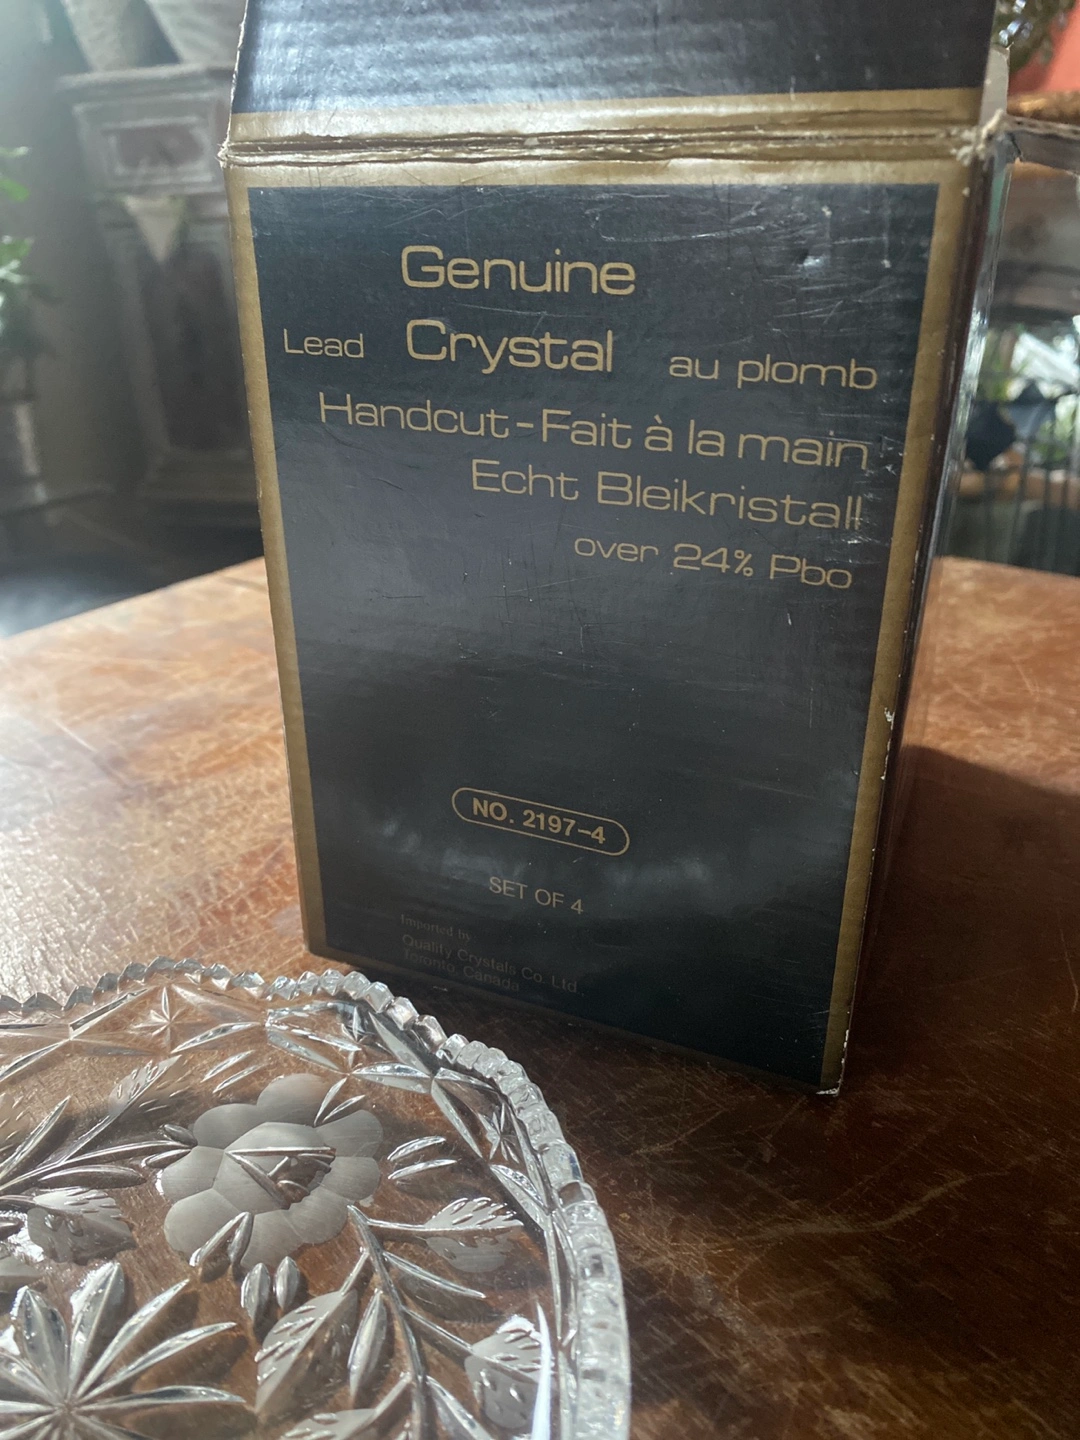 Genuine
Lead Crystal au plomb
Handcut-Fait à la main
Echt Bleikristall
over 24% Pbo
NO. 2197-4
SET OF 4
Imported by
Quality Crystals Co. Ltd.
Toronto, Canada